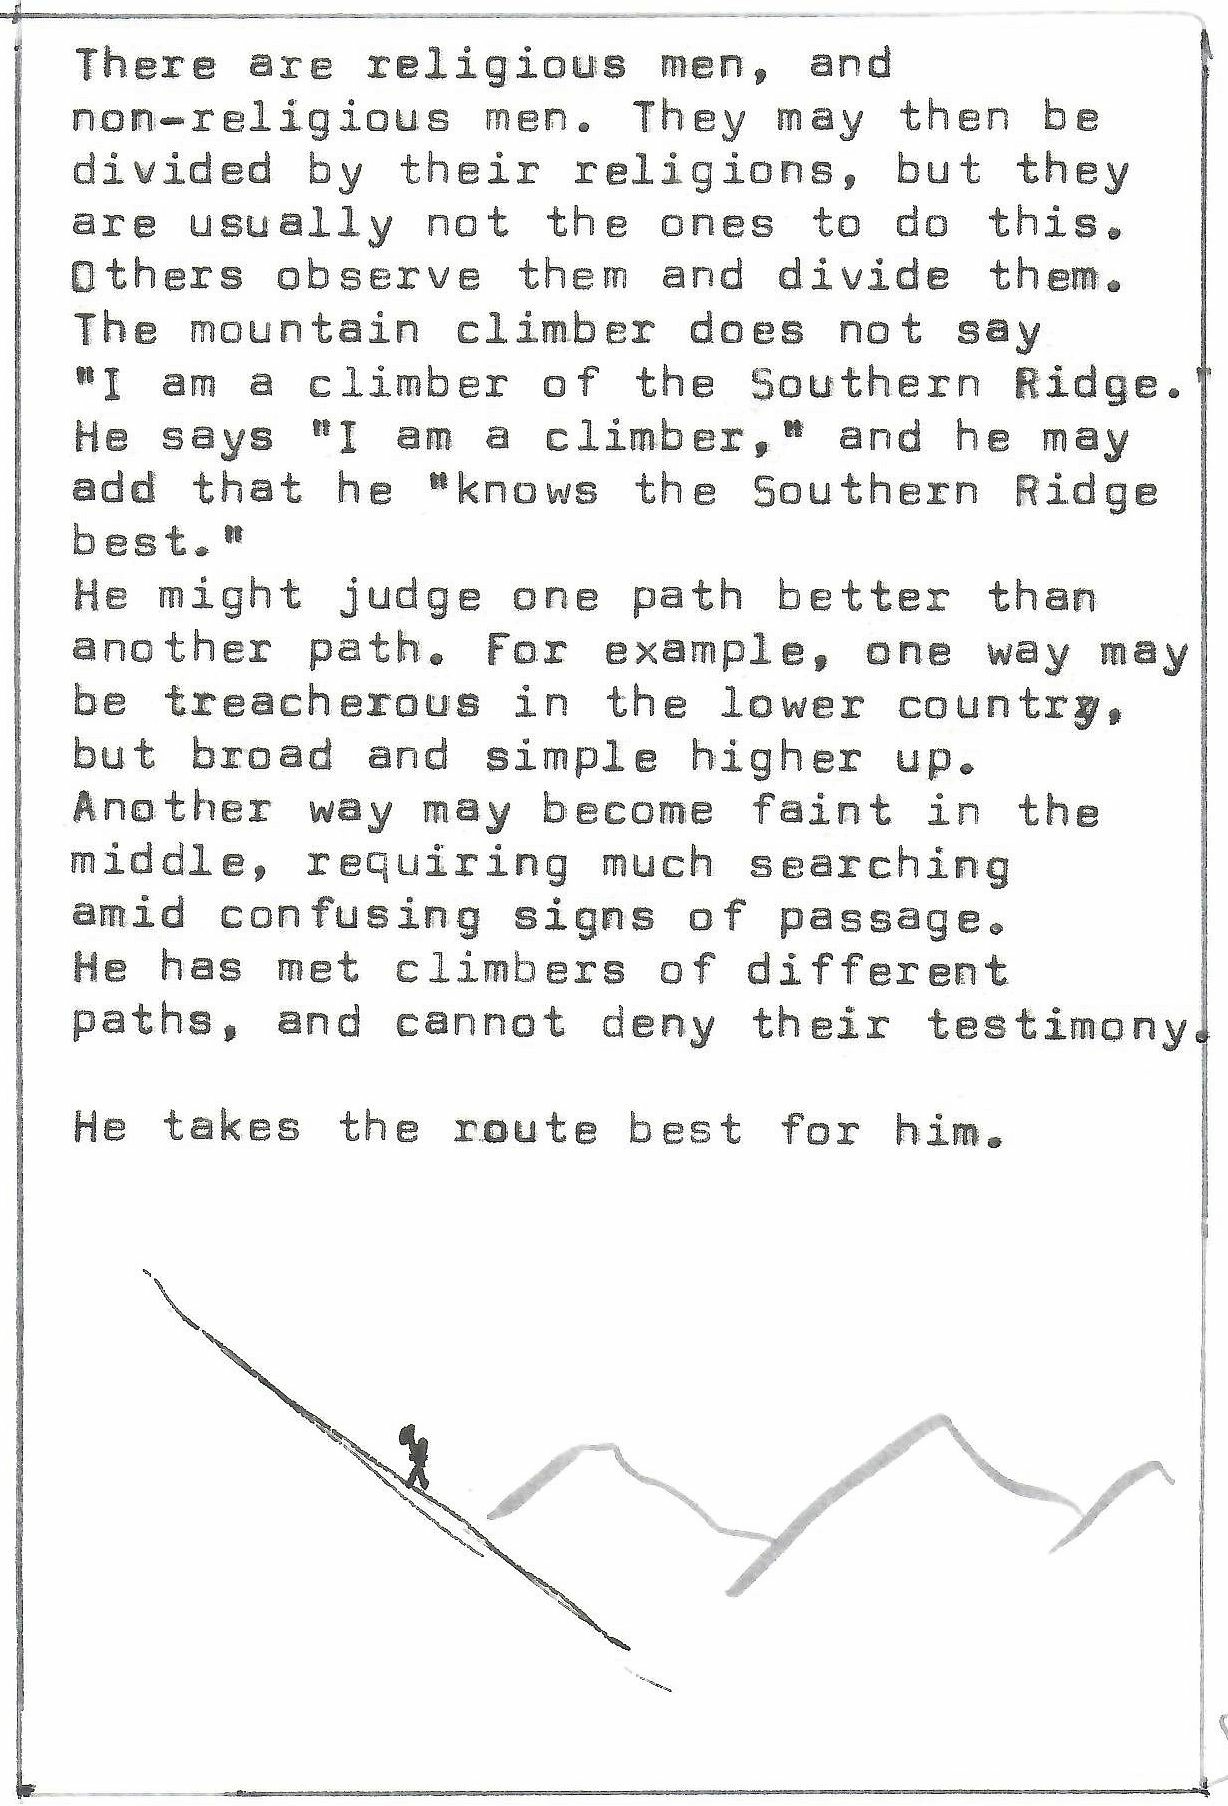 There are religious men, and
non-religious men. They may then be
divided by their religions, but they
are usually not the ones to do this.
Others observe them and divide them.
The mountain climber does not say
"I am a climber of the Southern Ridge."
He says "I am a climber," and he may
add that he "knows the Southern Ridge
best."
He might judge one path better than
another path. For example, one way may
be treacherous in the lower country,
but broad and simple higher up.
Another way may become faint in the
middle, requiring much searching
amid confusing signs of passage.
He has met climbers of different
paths, and cannot deny their testimony.
He takes the route best for him.